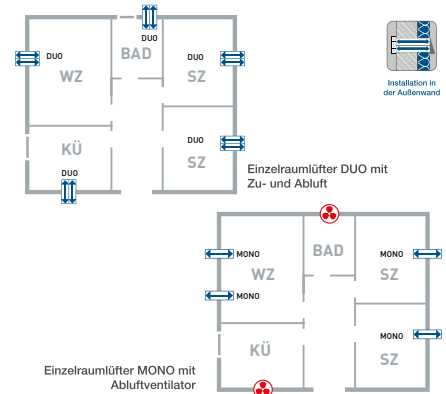 DUO
DUO
BAD
DUO
WZ
SZ
Installation in
der Außenwand
DUO
KÜ
SZ
DUO
Einzelraumlüfter DUO mit
Zu- und Abluft
MONO
BAD
MONO
WZ
SZ
MONO
MONO
KÜ
SZ
Einzelraumlüfter MONO mit
Abluftventilator